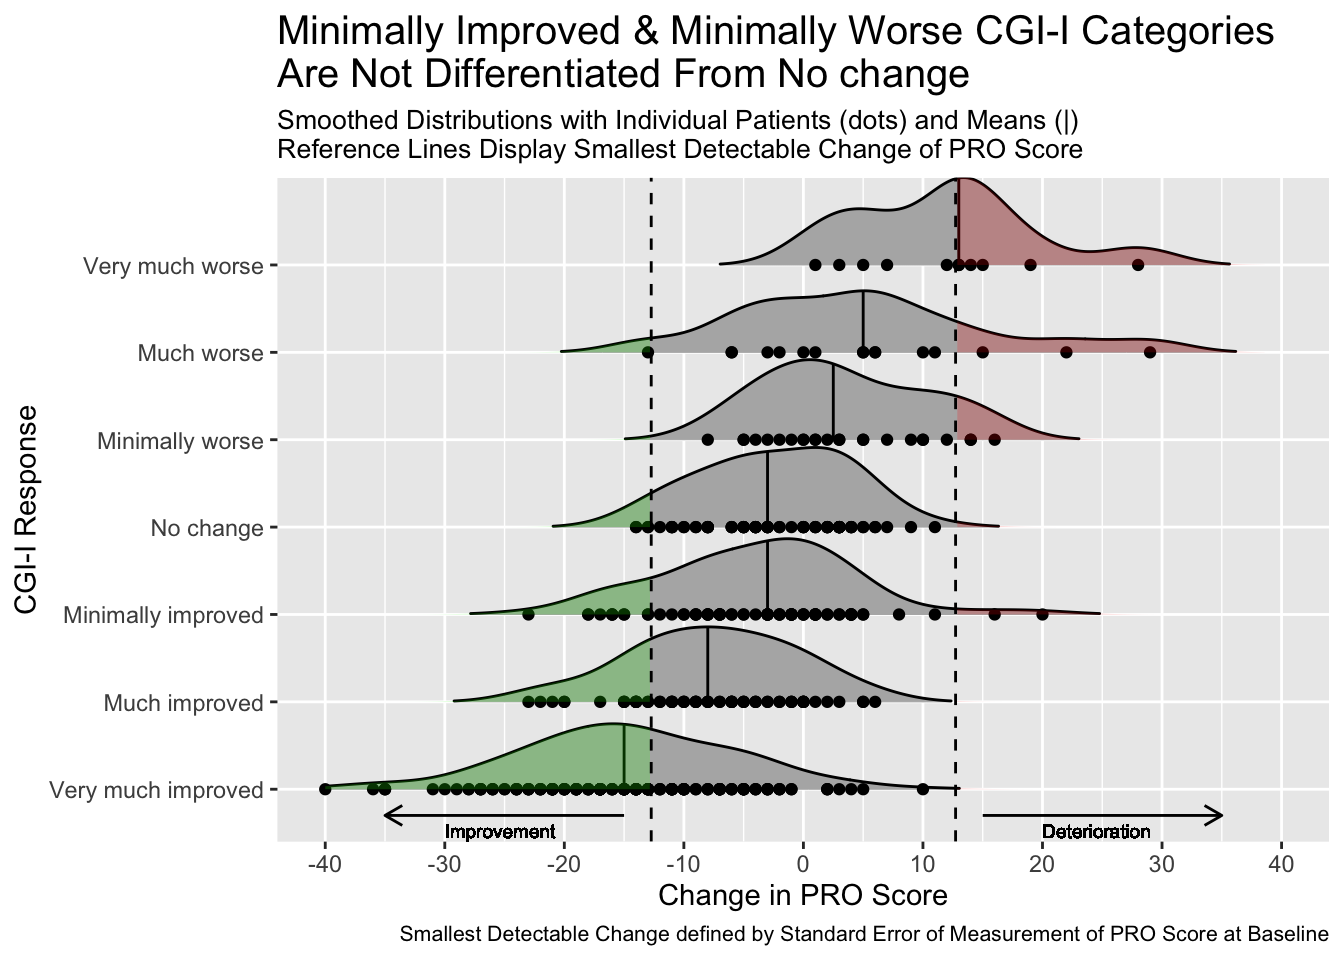 Minimally Improved & Minimally Worse CGI-I Categories
Are Not Differentiated From No change
Smoothed Distributions with Individual Patients (dots) and Means (|)
Reference Lines Display Smallest Detectable Change of PRO Score
CGI-I Response
Very much worse
Much worse
Minimally worse
No change
Minimally improved
Much improved
Very much improved
Improvement
Deterioration
-40 -30 -20 -10 0 10 20 30 40
Change in PRO Score
Smallest Detectable Change defined by Standard Error of Measurement of PRO Score at Baseline